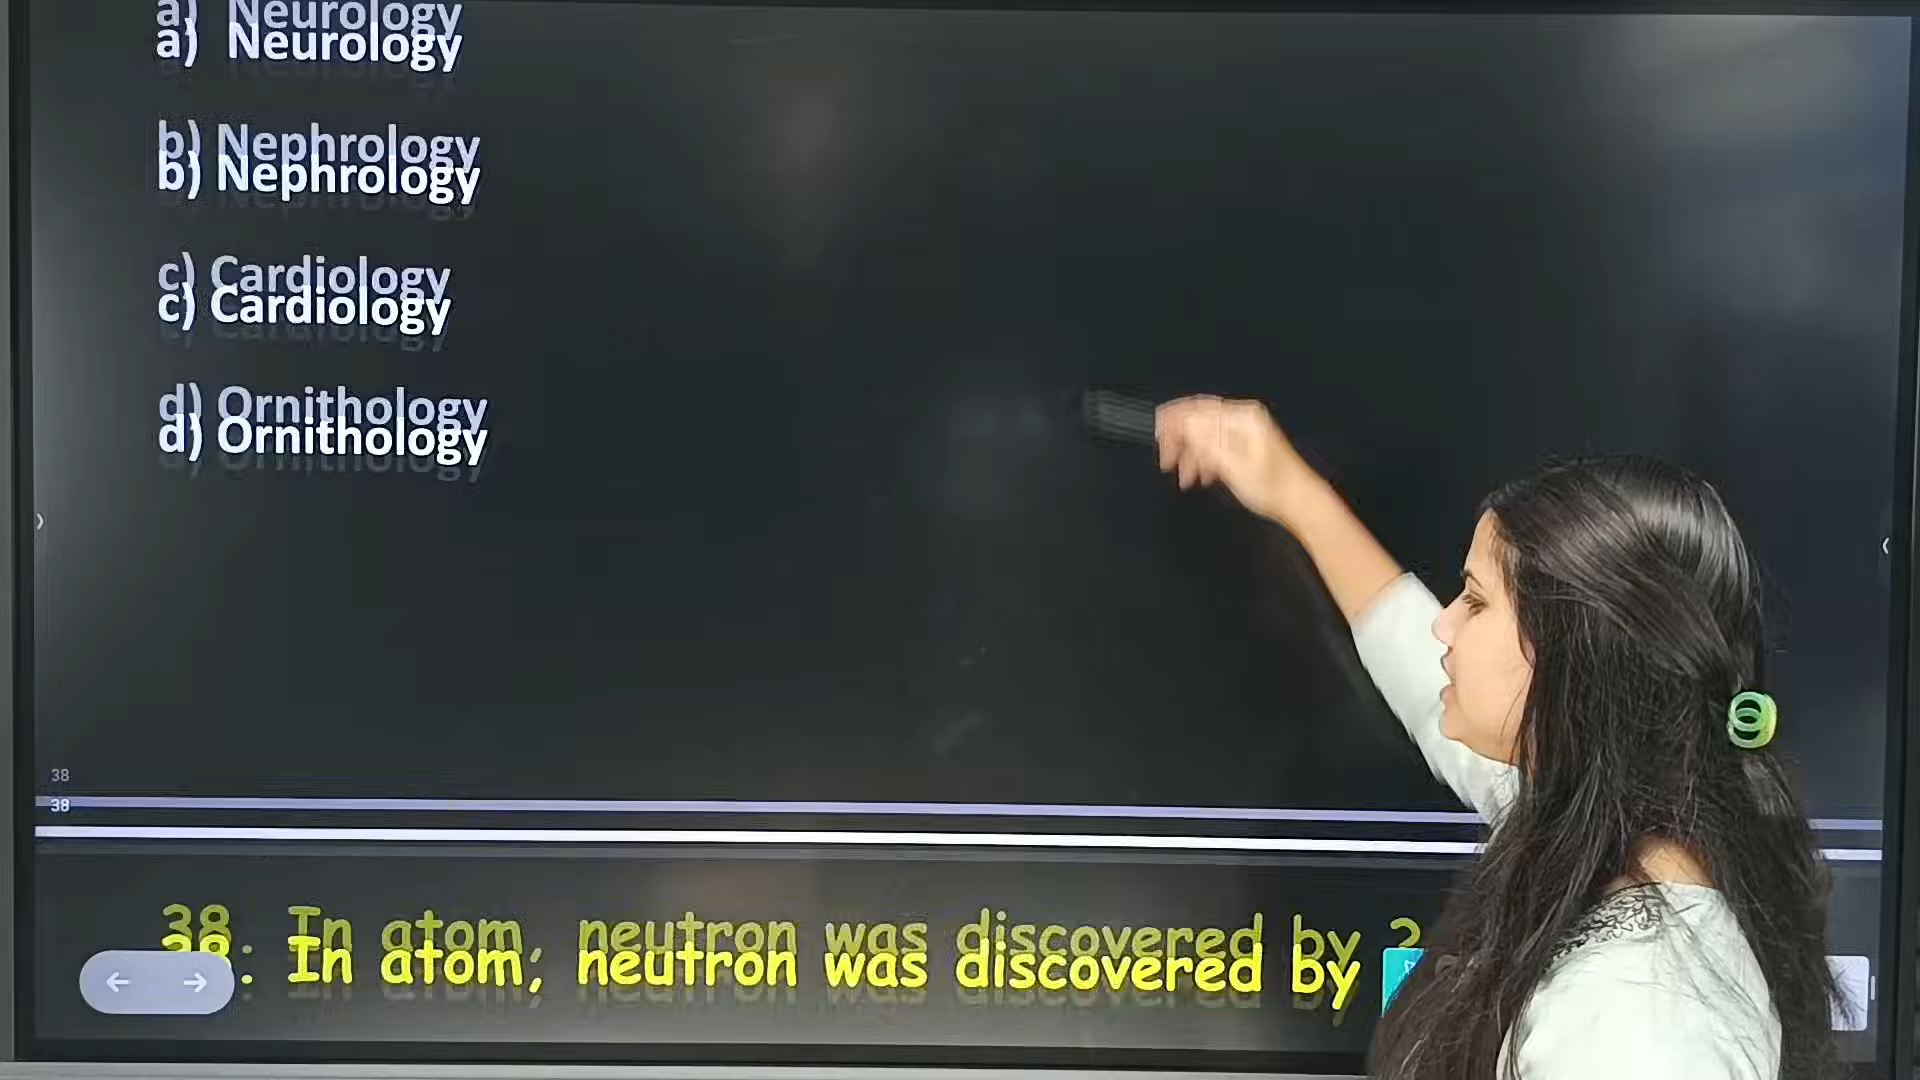 a) Neurology
b) Nephrology
c) Cardiology
d) Ornithology
38
38. In atom, neutron was discovered by ?